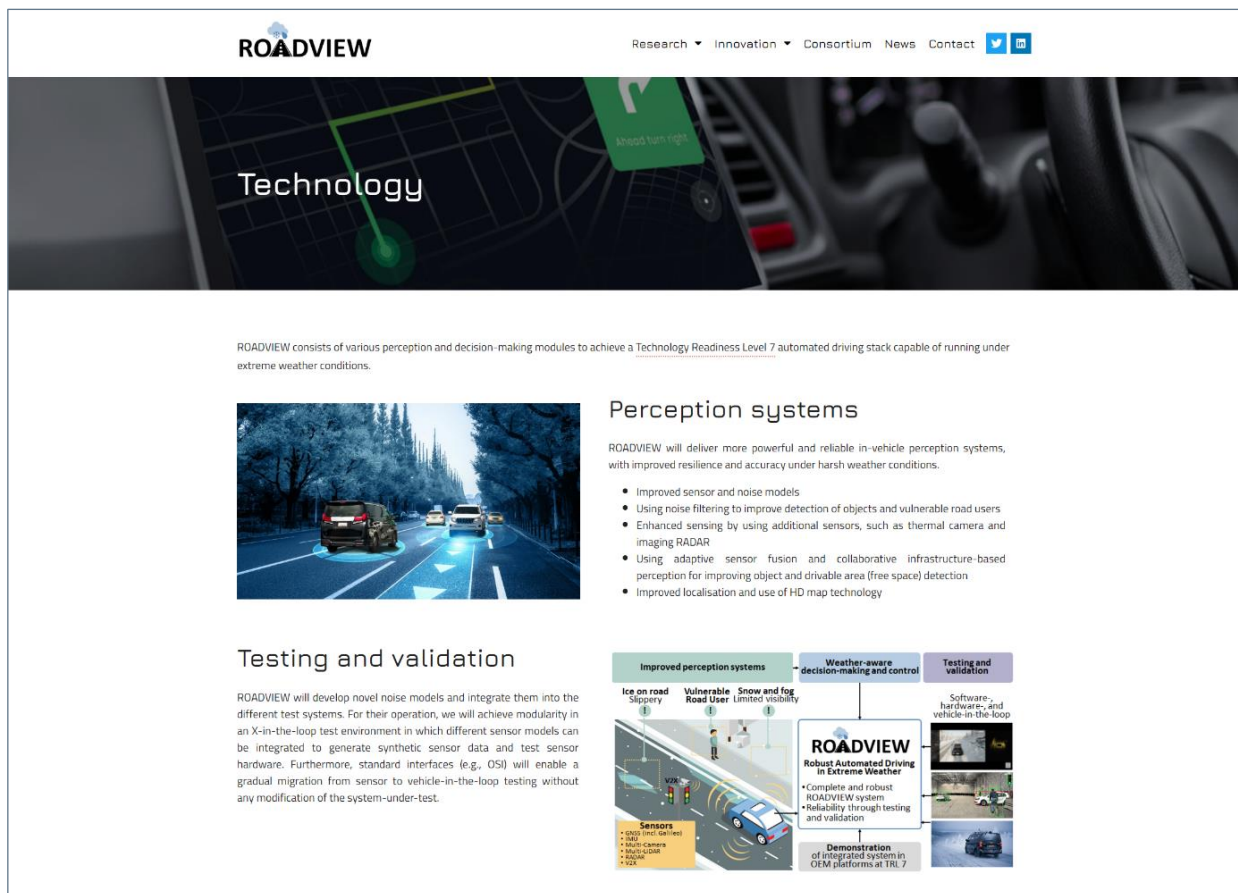 ROADVIEW
Research Innovation Consortium News Contact
Ahead turn right
Technology
ROADVIEW consists of various perception and decision-making modules to achieve a Technology Readiness Level 7 automated driving stack capable of running under
extreme weather conditions.
Perception systems
ROADVIEW will deliver more powerful and reliable in-vehicle perception systems,
with improved resilience and accuracy under harsh weather conditions.
• Improved sensor and noise models
• Using noise filtering to improve detection of objects and vulnerable road users
• Enhanced sensing by using additional sensors, such as thermal camera and
imaging RADAR
• Using adaptive sensor fusion and collaborative infrastructure-based
perception for improving object and drivable area (free space) detection
• Improved localisation and use of HD map technology
Testing and validation
ROADVIEW will develop novel noise models and integrate them into the
different test systems. For their operation, we will achieve modularity in
an X-in-the-loop test environment in which different sensor models can
be integrated to generate synthetic sensor data and test sensor
hardware. Furthermore, standard interfaces (e.g., OSI) will enable a
gradual migration from sensor to vehicle-in-the-loop testing without
any modification of the system-under-test.
Improved perception systems
Weather-aware
decision-making and control
Testing and
validation
Ice on road
Slippery
!
Vulnerable
Road User
!
Snow and fog
Limited visibility
!
V2X
Sensors
• GNSS (incl. Galileo)
• IMU
• Multi-Camera
• Multi-LiDAR
• RADAR
• V2X
ROADVIEW
Robust Automated Driving
in Extreme Weather
• Complete and robust
ROADVIEW system
• Reliability through testing
and validation
Software-,
hardware-, and
vehicle-in-the-loop
Demonstration
of integrated system in
OEM platforms at TRL 7